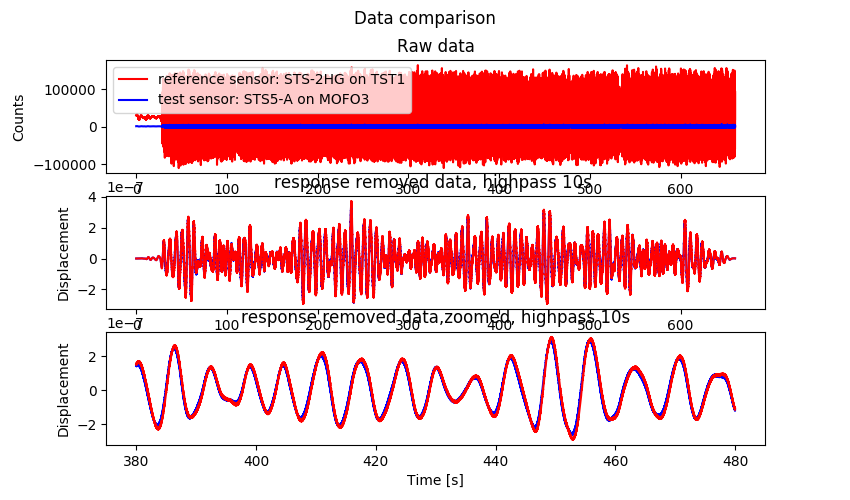 Data comparison
Raw data
Counts
100000
0
−100000
reference sensor: STS-2HG on TST1
test sensor: STS5-A on MOFO3
0 100 200 300 400 500 600
response removed data, highpass 10s
1e−7
Displacement
4
2
0
−2
0 100 200 300 400 500 600
response removed data,zoomed, highpass 10s
1e−7
Displacement
2
0
−2
380 400 420 440 460 480
Time [s]